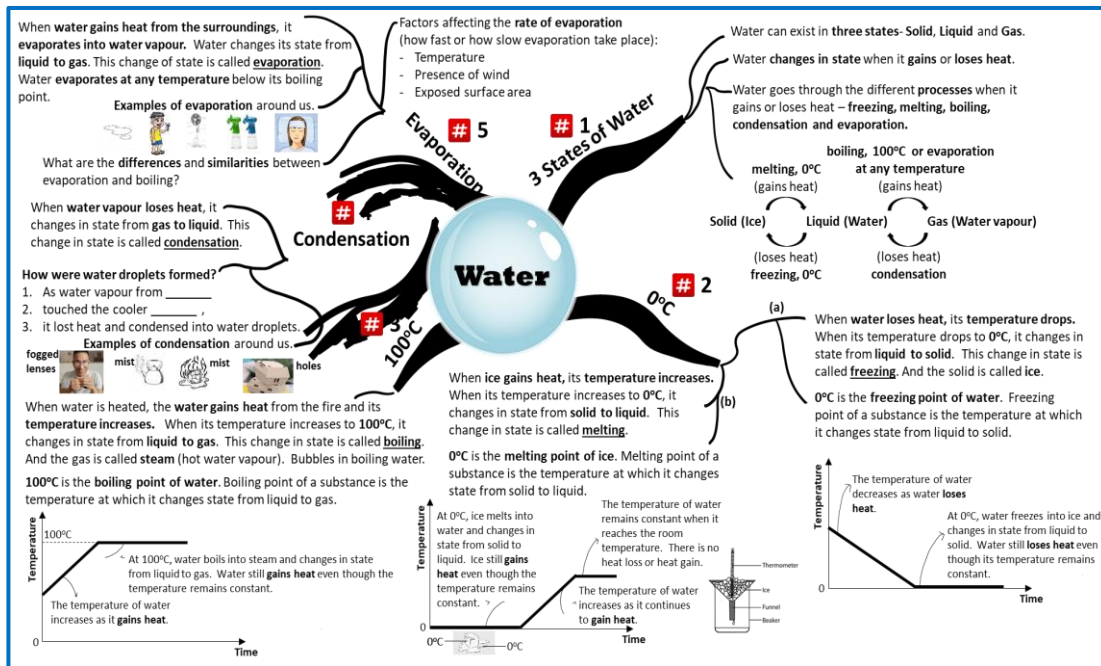 When water gains heat from the surroundings, it
evaporates into water vapour. Water changes its state from
liquid to gas. This change of state is called evaporation.
Water evaporates at any temperature below its boiling
point.
Examples of evaporation around us.
What are the differences and similarities between
evaporation and boiling?
Factors affecting the rate of evaporation
(how fast or how slow evaporation take place):
- Temperature
- Presence of wind
- Exposed surface area
# 5
Evaporation
# 1
3 States of Water
Water can exist in three states- Solid, Liquid and Gas.
Water changes in state when it gains or loses heat.
Water goes through the different processes when it
gains or loses heat – freezing, melting, boiling,
condensation and evaporation.
boiling, 100°C or evaporation
melting, 0°C
at any temperature
(gains heat)
(gains heat)
Solid (Ice)
Liquid (Water)
Gas (Water vapour)
(loses heat)
(loses heat)
freezing, 0°C
condensation
When water vapour loses heat, it
changes in state from gas to liquid. This
change in state is called condensation.
#
Condensation
Water
How were water droplets formed?
1. As water vapour from _______
2. touched the cooler _______ ,
3. it lost heat and condensed into water droplets.
Examples of condensation around us.
fogged
lenses
mist
mist
holes
# 3
100°C
# 2
0°C
(a)
When water loses heat, its temperature drops.
When its temperature drops to 0°C, it changes in
state from liquid to solid. This change in state is
called freezing. And the solid is called ice.
0°C is the freezing point of water. Freezing
point of a substance is the temperature at which
it changes state from liquid to solid.
When water is heated, the water gains heat from the fire and its
temperature increases. When its temperature increases to 100°C, it
changes in state from liquid to gas. This change in state is called boiling.
And the gas is called steam (hot water vapour). Bubbles in boiling water.
100°C is the boiling point of water. Boiling point of a substance is the
temperature at which it changes state from liquid to gas.
When ice gains heat, its temperature increases.
When its temperature increases to 0°C, it
changes in state from solid to liquid. This
change in state is called melting.
(b)
0°C is the melting point of ice. Melting point of a
substance is the temperature at which it changes
state from solid to liquid.
Temperature
100°C
At 100°C, water boils into steam and changes in state
from liquid to gas. Water still gains heat even though the
temperature remains constant.
The temperature of water
increases as it gains heat.
0
Time
Temperature
At 0°C, ice melts into
water and changes in
state from solid to
liquid. Ice still gains
heat even though the
temperature remains
constant.
The temperature of water
remains constant when it
reaches the room
temperature. There is no
heat loss or heat gain.
The temperature of water
increases as it continues
to gain heat.
0
Time
0°C
0°C
Thermometer
Ice
Funnel
Beaker
Temperature
The temperature of water
decreases as water loses
heat.
At 0°C, water freezes into ice and
changes in state from liquid to
solid. Water still loses heat even
though its temperature remains
constant.
0
Time